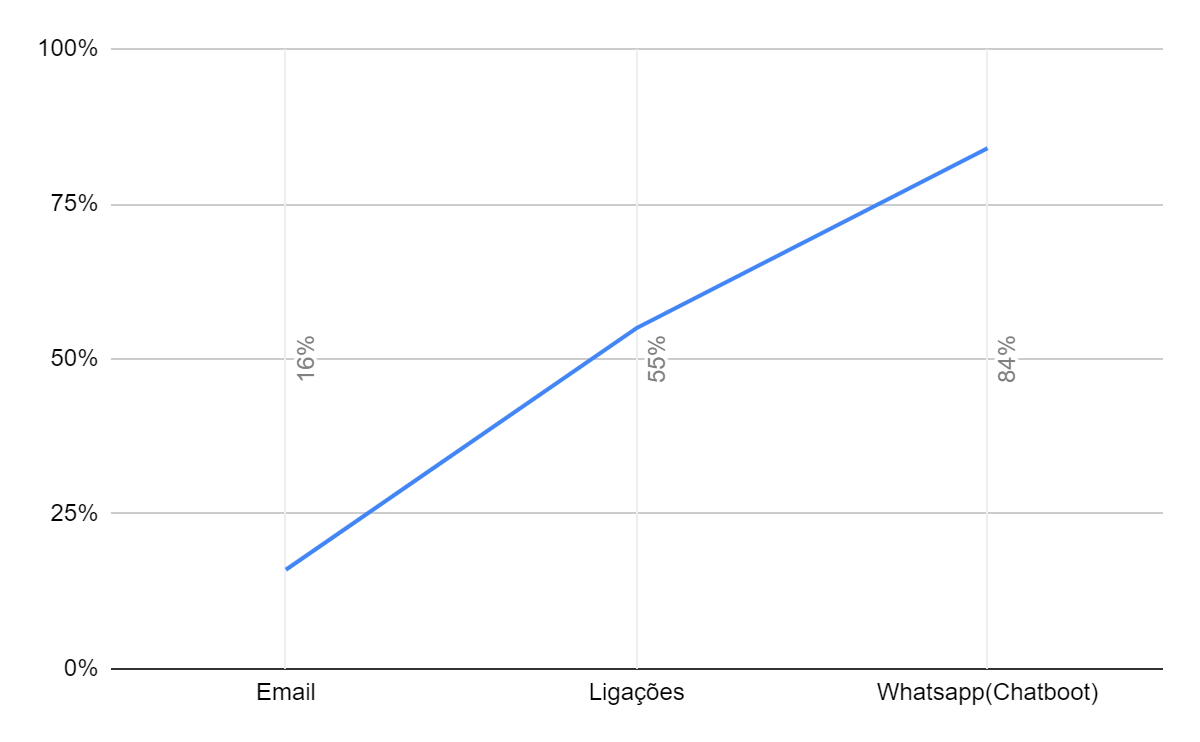 100%
75%
50%
25%
0%
16%
55%
84%
Email
Ligações
Whatsapp(Chatboot)